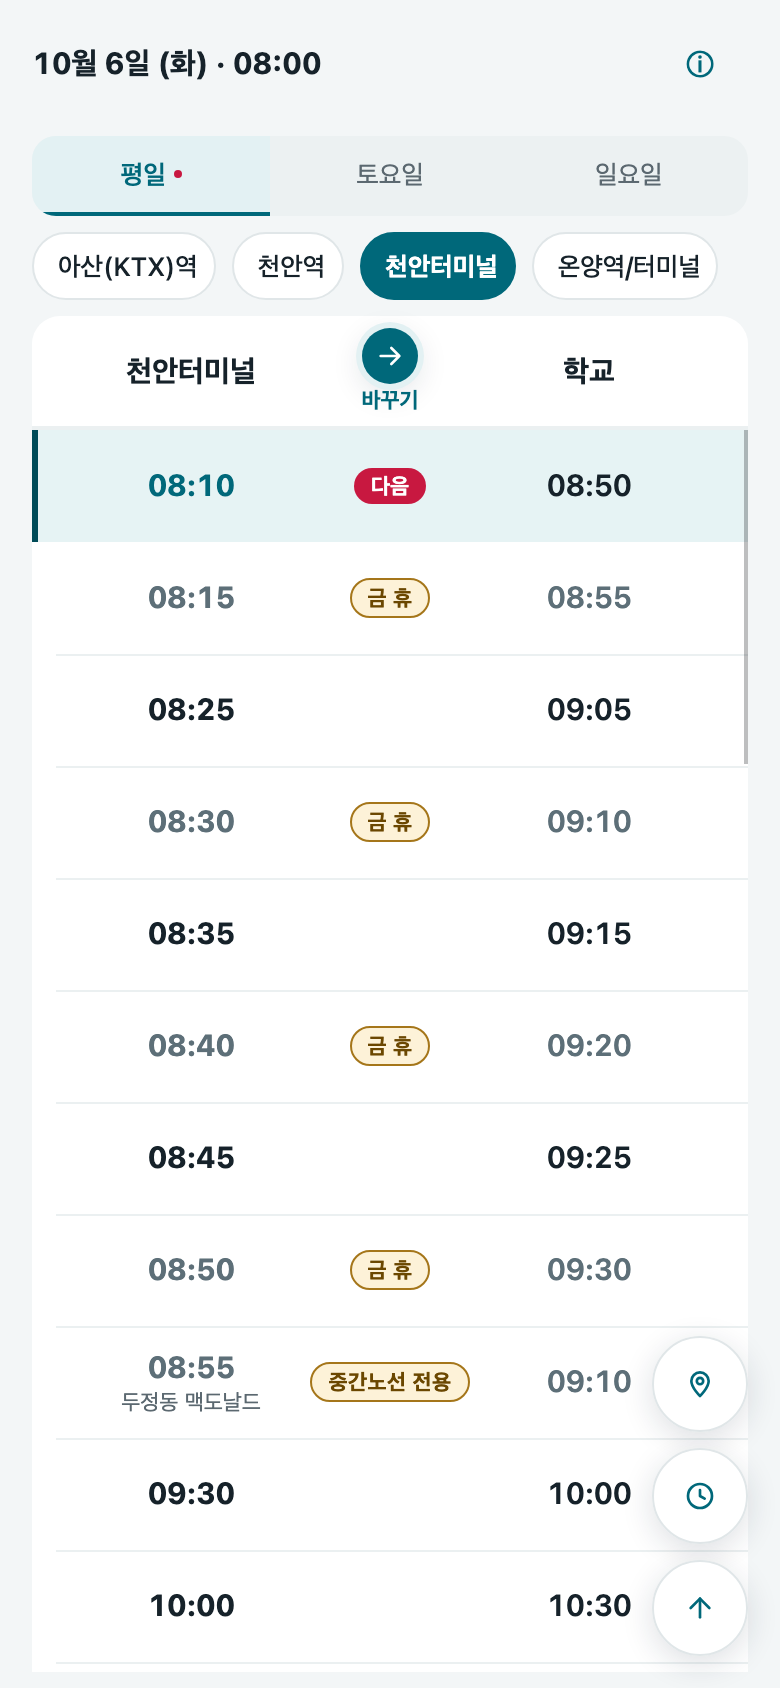 10월 6일 (화) · 08:00
평일 토요일 일요일
아산(KTX)역 천안역 천안터미널 온양역/터미널
천안터미널 학교
바꾸기
08:10 다음 08:50
08:15 금 휴 08:55
08:25 09:05
08:30 금 휴 09:10
08:35 09:15
08:40 금 휴 09:20
08:45 09:25
08:50 금 휴 09:30
08:55 중간노선 전용 09:10
두정동 맥도날드
09:30 10:00
10:00 10:30